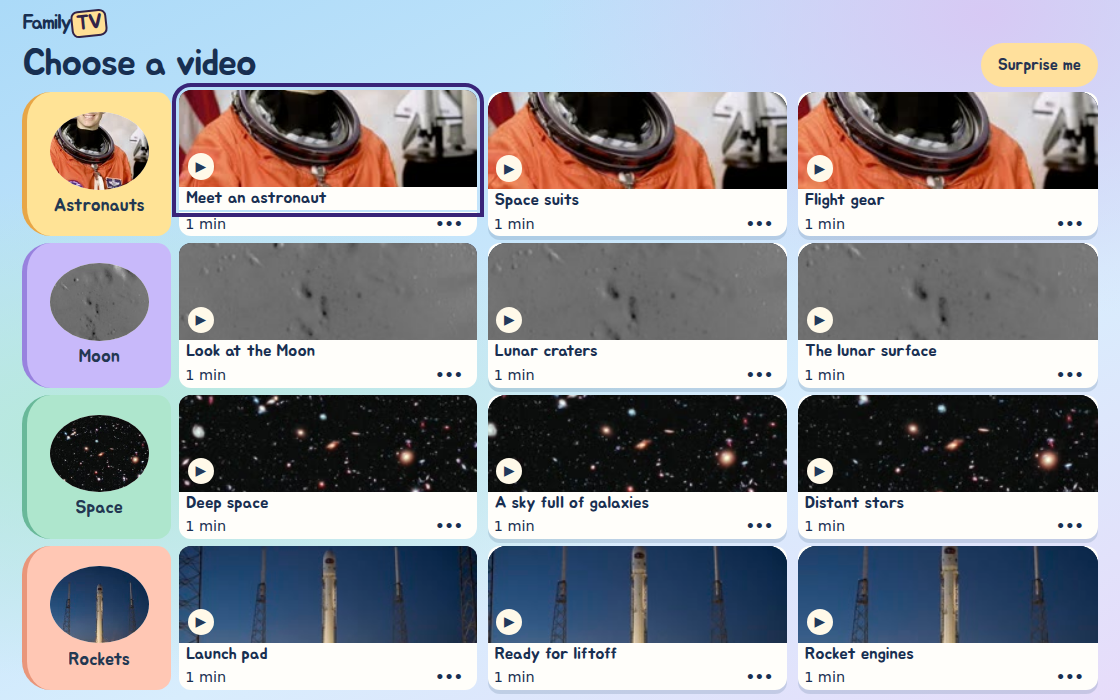 Family TV
Choose a video
Surprise me
Astronauts
Meet an astronaut
1 min
Space suits
1 min
Flight gear
1 min
Moon
Look at the Moon
1 min
Lunar craters
1 min
The lunar surface
1 min
Space
Deep space
1 min
A sky full of galaxies
1 min
Distant stars
1 min
Rockets
Launch pad
1 min
Ready for liftoff
1 min
Rocket engines
1 min